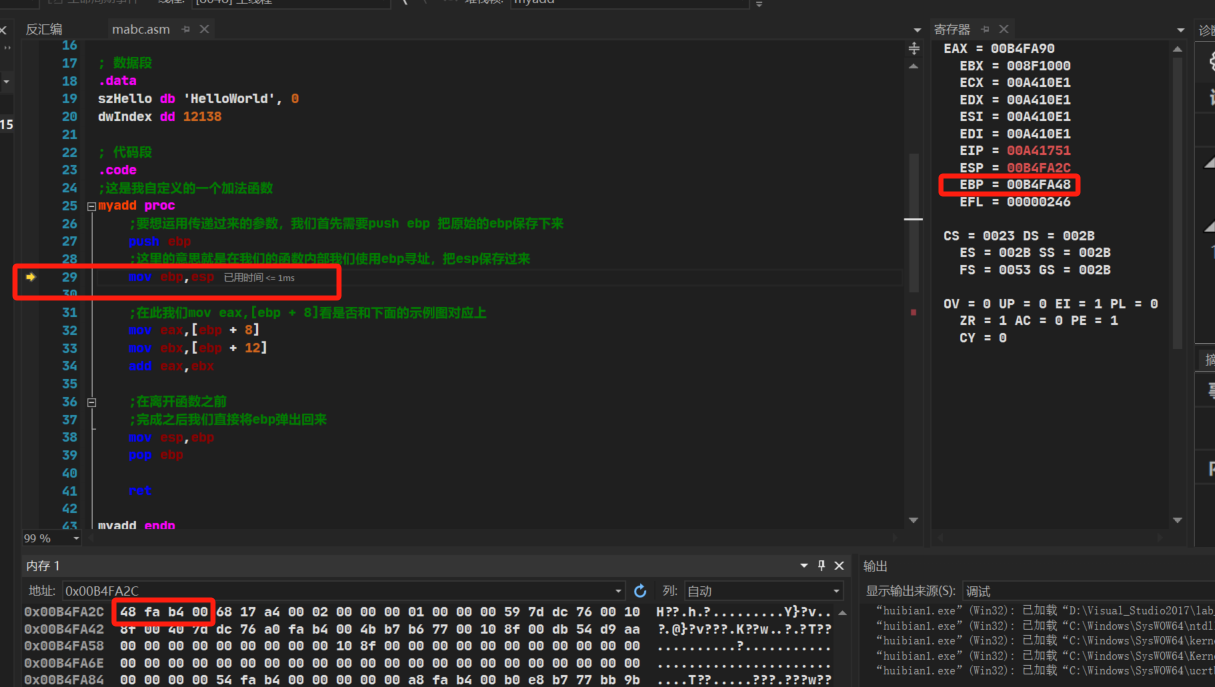 反汇编 mabc.asm
16
17 ; 数据段
18 .data
19 szHello db 'HelloWorld', 0
20 dwIndex dd 12138
21
22 ; 代码段
23 .code
24 ;这是我自定义的一个加法函数
25 myadd proc
26 ;要想运用传递过来的参数，我们首先需要push ebp 把原始的ebp保存下来
27 push ebp
28 ;这里的意思就是在我们的函数内部我们使用ebp寻址，把esp保存过来
29 mov ebp,esp 已用时间 <= 1ms
30
31 ;在此我们mov eax,[ebp + 8]看是否和下面的示例图对应上
32 mov eax,[ebp + 8]
33 mov ebx,[ebp + 12]
34 add eax,ebx
35
36 ;在离开函数之前
37 ;完成之后我们直接将ebp弹出回来
38 mov esp,ebp
39 pop ebp
40
41 ret
42
43 myadd endp
99 %
寄存器
EAX = 00B4FA90
EBX = 008F1000
ECX = 00A410E1
EDX = 00A410E1
ESI = 00A410E1
EDI = 00A410E1
EIP = 00A41751
ESP = 00B4FA2C
EBP = 00B4FA48
EFL = 00000246
CS = 0023 DS = 002B
ES = 002B SS = 002B
FS = 0053 GS = 002B
OV = 0 UP = 0 EI = 1 PL = 0
ZR = 1 AC = 0 PE = 1
CY = 0
15
内存 1
地址: 0x00B4FA2C 列: 自动
0x00B4FA2C 48 fa b4 00 68 17 a4 00 02 00 00 00 01 00 00 00 59 7d dc 76 00 10 H??.h.?.........Y}?v..
0x00B4FA42 8f 00 40 7d dc 76 a0 fa b4 00 4b b7 b6 77 00 10 8f 00 db 54 d9 aa ?.@}?v???.K??w..?.?T??
0x00B4FA58 00 00 00 00 00 00 00 00 00 00 10 8f 00 00 00 00 00 00 00 00 00 00 ...........?..........
0x00B4FA6E 00 00 00 00 00 00 00 00 00 00 00 00 00 00 00 00 00 00 00 00 00 00 ......................
0x00B4FA84 00 00 00 00 54 fa b4 00 00 00 00 00 a8 fa b4 00 b0 e8 b7 77 bb 9b ....T??.....???.???w??
输出
显示输出来源(S): 调试
“huibian1.exe”(Win32): 已加载“D:\Visual_Studio2017\lab
“huibian1.exe”(Win32): 已加载“C:\Windows\SysWOW64\ntdl
“huibian1.exe”(Win32): 已加载“C:\Windows\SysWOW64\kerne
“huibian1.exe”(Win32): 已加载“C:\Windows\SysWOW64\Kerne
“huibian1.exe”(Win32): 已加载“C:\Windows\SysWOW64\ucrt